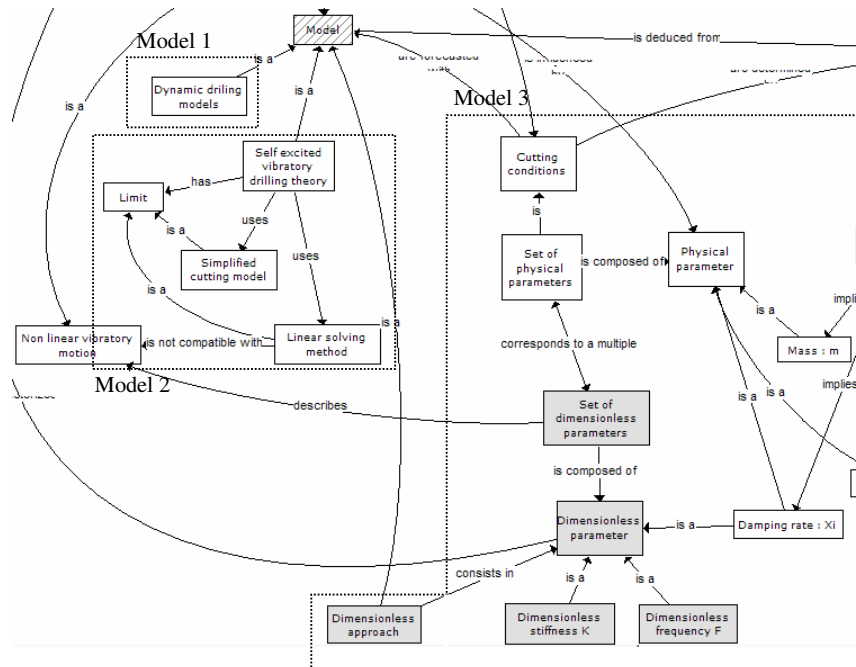 Model
Model 1
is a
is deduced from
Dynamic driling
models
is a
is a
Model 3
Self excited
vibratory
drilling theory
Cutting
conditions
has
Limit
uses
is
is a
Simplified
cutting model
uses
Set of
physical
parameters
is composed of
Physical
parameter
is a
is a
is a
implie
Non linear vibratory
motion
is not compatible with
Linear solving
method
Mass : m
Model 2
corresponds to a multiple
implies
describes
Set of
dimensionless
parameters
is a
is a
is composed of
Dimensionless
parameter
is a
Damping rate : Xi
consists in
is a
is a
Dimensionless
approach
Dimensionless
stiffness K
Dimensionless
frequency F